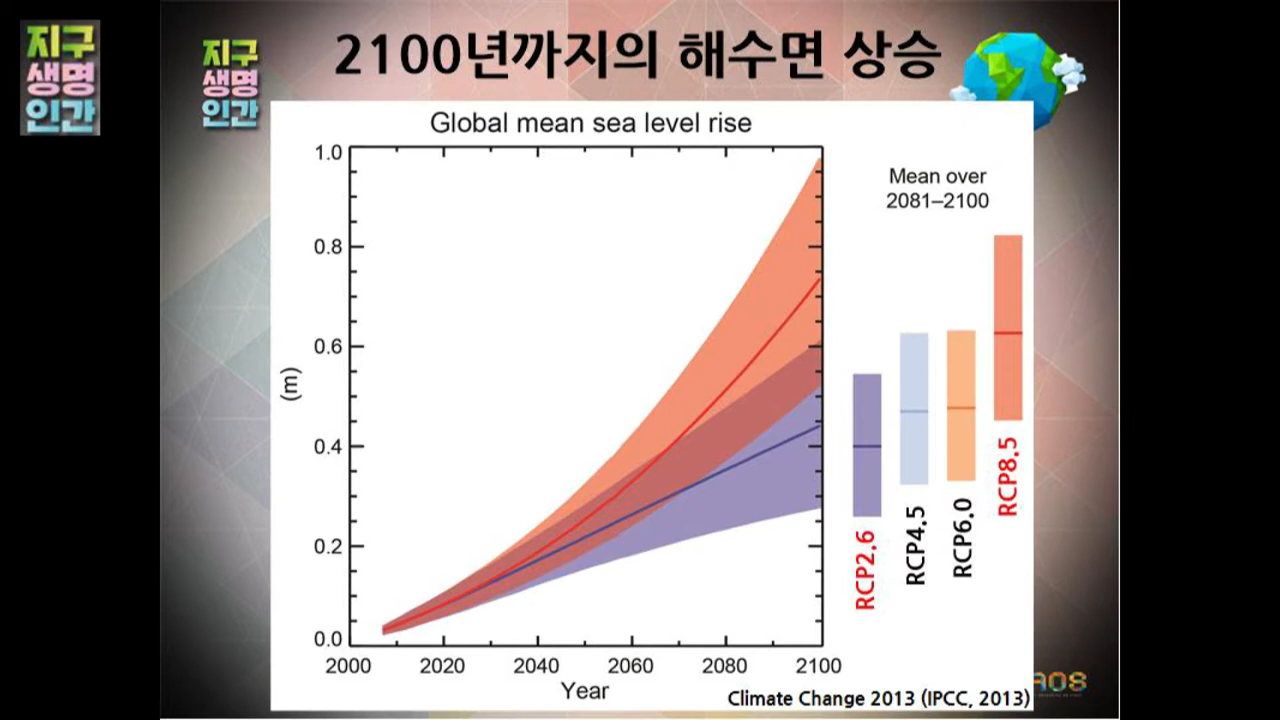 지구
생명
인간
지구
생명
인간
2100년까지의 해수면 상승
Global mean sea level rise
1.0
0.8
0.6
0.4
0.2
0.0
(m)
2000 2020 2040 2060 2080 2100
Year
Mean over
2081–2100
RCP2.6
RCP4.5
RCP6.0
RCP8.5
Climate Change 2013 (IPCC, 2013)